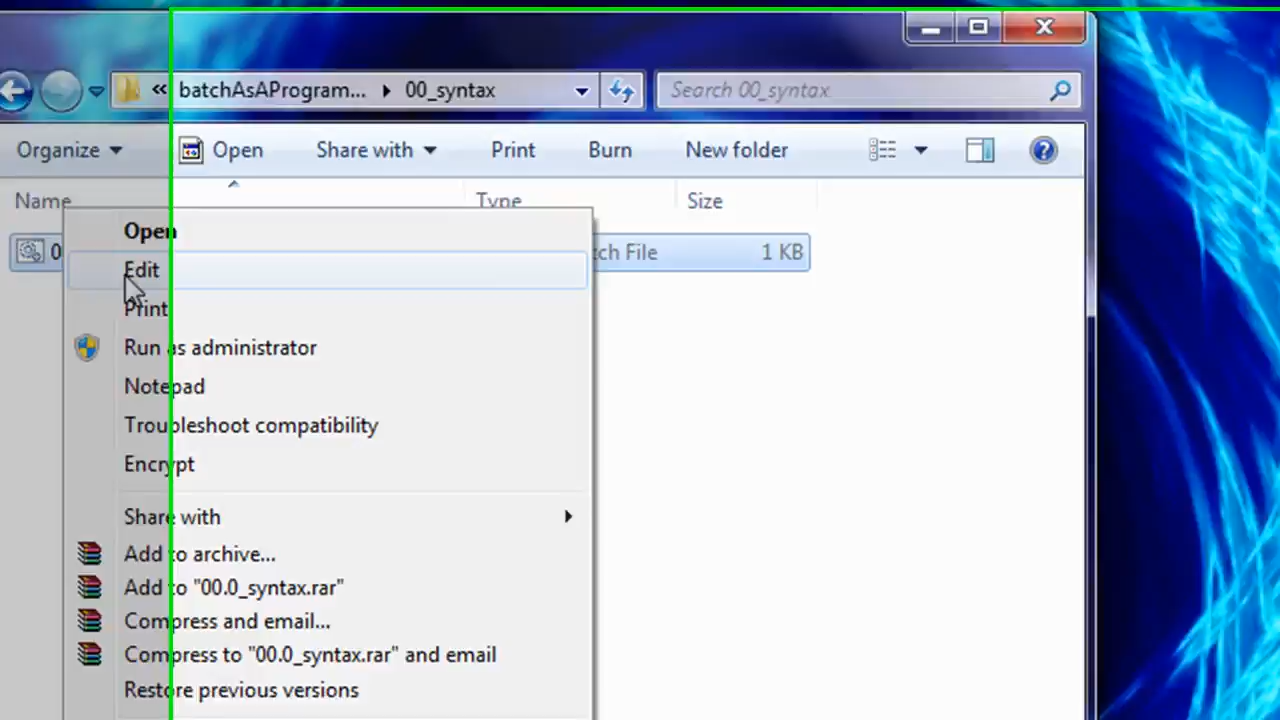 « batchAsAProgram... 00_syntax
Search 00_syntax
Organize Open Share with Print Burn New folder
Name Type Size
0 tch File 1 KB
Open
Edit
Print
Run as administrator
Notepad
Troubleshoot compatibility
Encrypt
Share with
Add to archive...
Add to "00.0_syntax.rar"
Compress and email...
Compress to "00.0_syntax.rar" and email
Restore previous versions